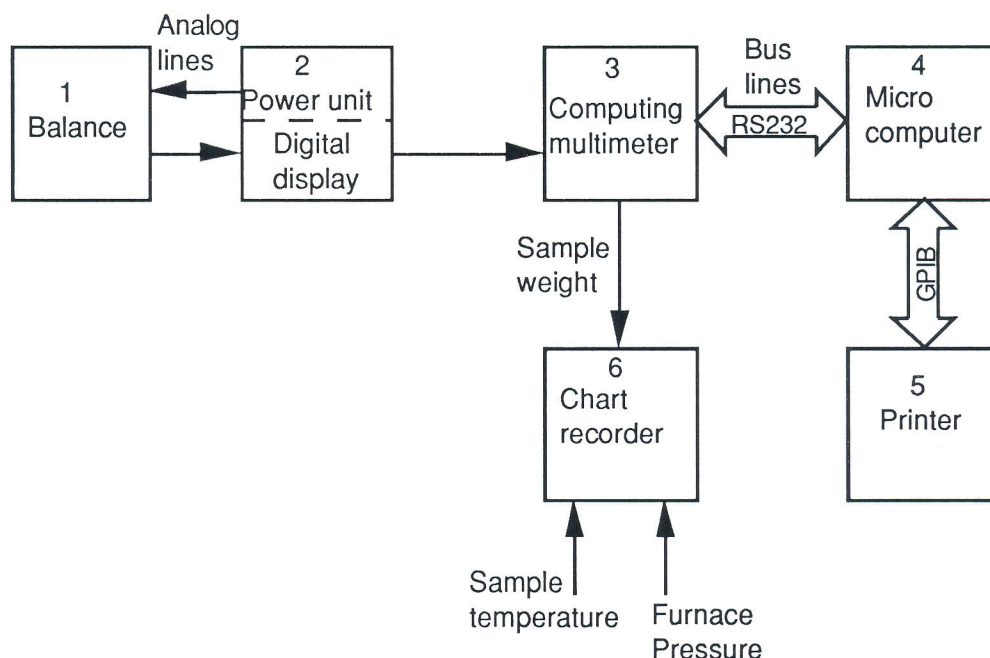 Analog
lines
1
Balance
2
Power unit
Digital
display
3
Computing
multimeter
Bus
lines
RS232
4
Micro
computer
Sample
weight
GPIB
6
Chart
recorder
5
Printer
Sample
temperature
Furnace
Pressure